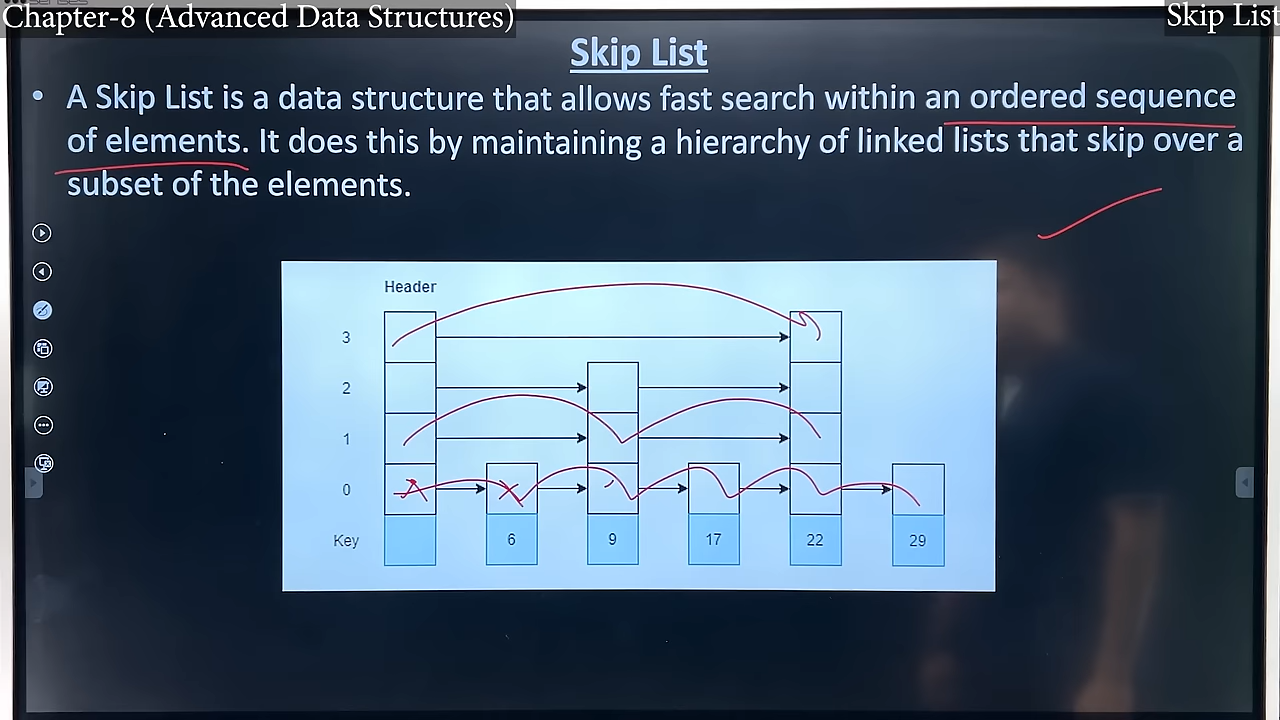 Chapter-8 (Advanced Data Structures)
Skip List
Skip List
• A Skip List is a data structure that allows fast search within an ordered sequence
of elements. It does this by maintaining a hierarchy of linked lists that skip over a
subset of the elements.
Header
3
2
1
0
Key 6 9 17 22 29